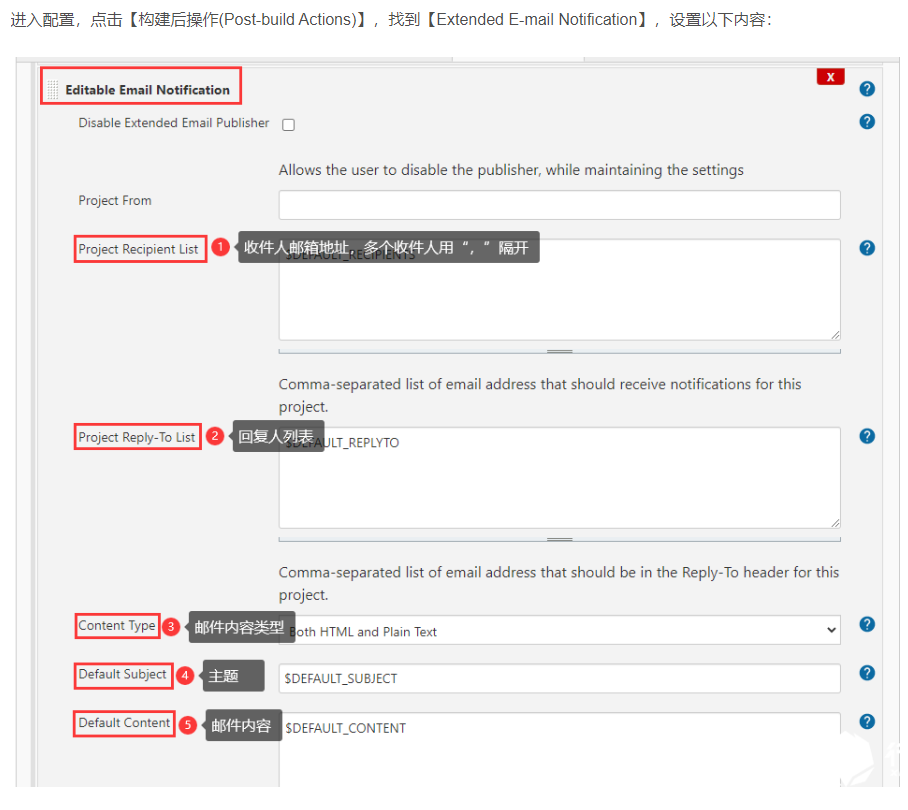 进入配置，点击【构建后操作(Post-build Actions)】，找到【Extended E-mail Notification】，设置以下内容：
Editable Email Notification
X
?
Disable Extended Email Publisher
?
Allows the user to disable the publisher, while maintaining the settings
Project From
Project Recipient List
1
收件人邮箱地址，多个收件人用“，”隔开
$DEFAULT_RECIPIENTS
?
Comma-separated list of email address that should receive notifications for this
project.
Project Reply-To List
2
回复人列表
$DEFAULT_REPLYTO
?
Comma-separated list of email address that should be in the Reply-To header for this
project.
Content Type
3
邮件内容类型
Both HTML and Plain Text
?
Default Subject
4
主题
$DEFAULT_SUBJECT
?
Default Content
5
邮件内容
$DEFAULT_CONTENT
?